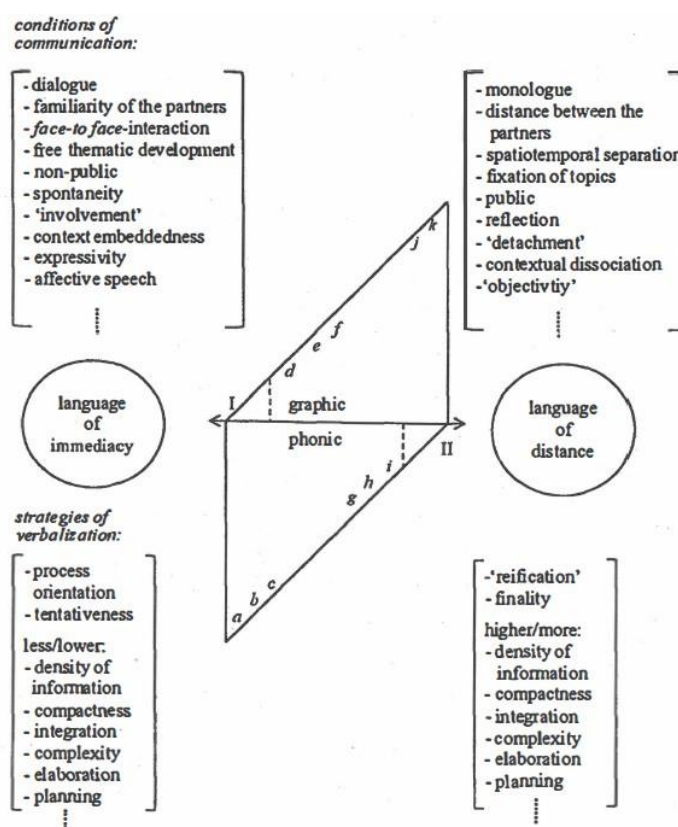 conditions of
communication:
- dialogue
- familiarity of the partners
- face-to face-interaction
- free thematic development
- non-public
- spontaneity
- ‘involvement’
- context embeddedness
- expressivity
- affective speech
- monologue
- distance between the
partners
- spatiotemporal separation
- fixation of topics
- public
- reflection
- ‘detachment’
- contextual dissociation
-‘objectivtiy’
k
j
f
e
d
language
of
immediacy
I
graphic
phonic
II
language
of
distance
i
h
g
c
b
a
strategies of
verbalization:
- process
orientation
- tentativeness
less/lower:
- density of
information
- compactness
- integration
- complexity
- elaboration
- planning
-‘reification’
- finality
higher/more:
- density of
information
- compactness
- integration
- complexity
- elaboration
- planning